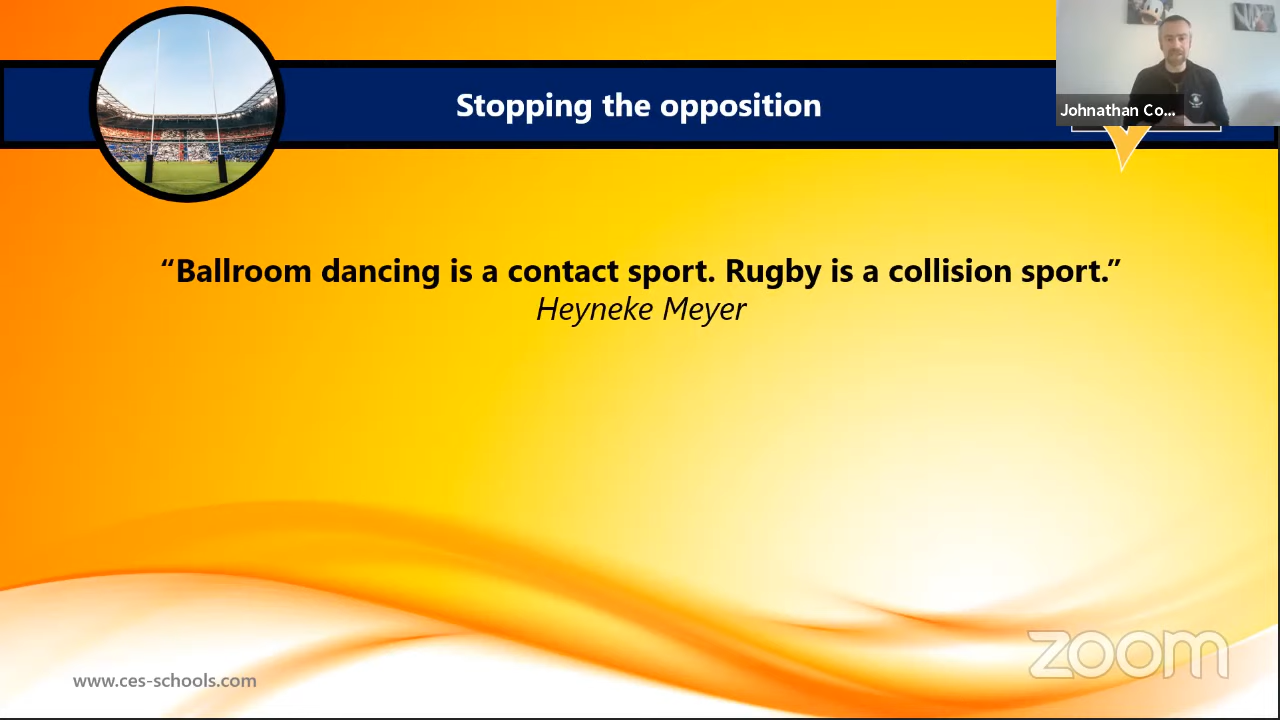 Stopping the opposition
Johnathan Co...
“Ballroom dancing is a contact sport. Rugby is a collision sport.”
Heyneke Meyer
zoom
www.ces-schools.com